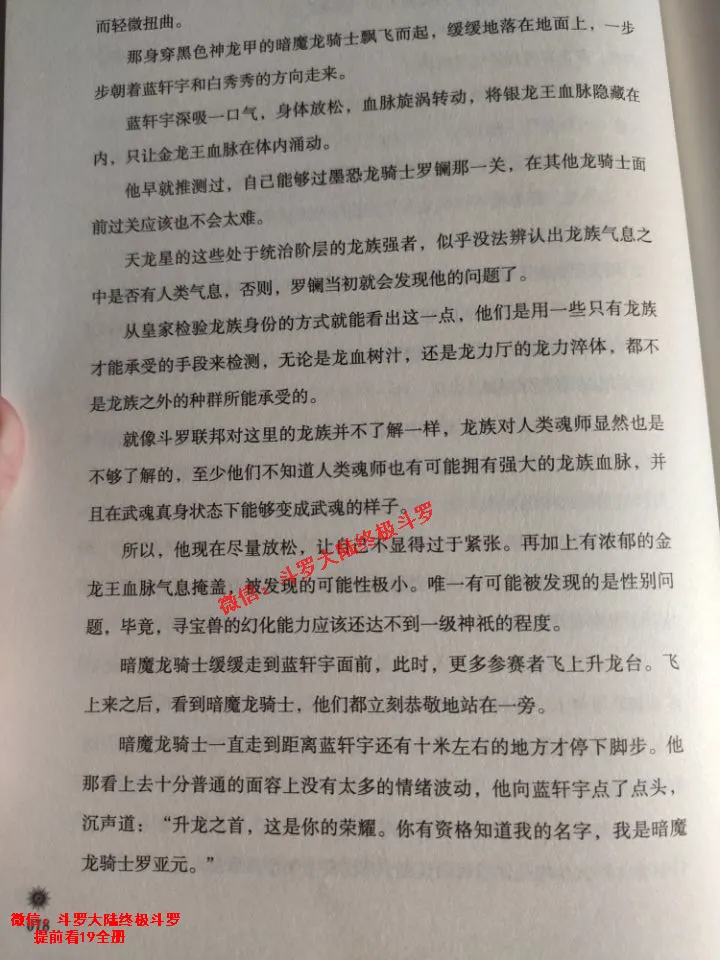 而轻微扭曲。
那身穿黑色神龙甲的暗魔龙骑士飘飞而起，缓缓地落在地面上，一步
步朝着蓝轩宇和白秀秀的方向走来。
蓝轩宇深吸一口气，身体放松，血脉旋涡转动，将银龙王血脉隐藏在
内，只让金龙王血脉在体内涌动。
他早就推测过，自己能够过墨恐龙骑士罗镧那一关，在其他龙骑士面
前过关应该也不会太难。
天龙星的这些处于统治阶层的龙族强者，似乎没法辨认出龙族气息之
中是否有人类气息，否则，罗镧当初就会发现他的问题了。
从皇家检验龙族身份的方式就能看出这一点，他们是用一些只有龙族
才能承受的手段来检测，无论是龙血树汁，还是龙力厅的龙力淬体，都不
是龙族之外的种群所能承受的。
就像斗罗联邦对这里的龙族并不了解一样，龙族对人类魂师显然也是
不够了解的，至少他们不知道人类魂师也有可能拥有强大的龙族血脉，并
且在武魂真身状态下能够变成武魂的样子。
所以，他现在尽量放松，让自己不显得过于紧张。再加上有浓郁的金
龙王血脉气息掩盖，被发现的可能性极小。唯一有可能被发现的是性别问
题，毕竟，寻宝兽的幻化能力应该还达不到一级神祇的程度。
暗魔龙骑士缓缓走到蓝轩宇面前，此时，更多参赛者飞上升龙台。飞
上来之后，看到暗魔龙骑士，他们都立刻恭敬地站在一旁。
暗魔龙骑士一直走到距离蓝轩宇还有十米左右的地方才停下脚步。他
那看上去十分普通的面容上没有太多的情绪波动，他向蓝轩宇点了点头，
沉声道：“升龙之首，这是你的荣耀。你有资格知道我的名字，我是暗魔
龙骑士罗亚元。”
微信：斗罗大陆终极斗罗
018
微信：斗罗大陆终极斗罗
提前看19全册